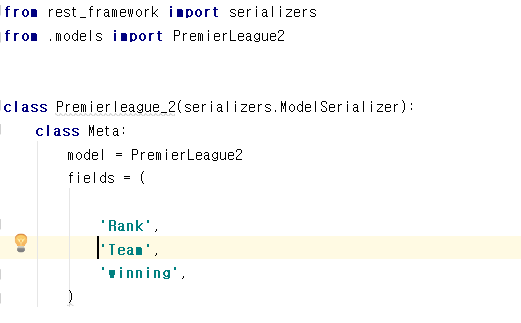 from rest_framework import serializers
from .models import PremierLeague2
class Premierleague_2(serializers.ModelSerializer):
class Meta:
model = PremierLeague2
fields = (
'Rank',
'Team',
'winning',
)